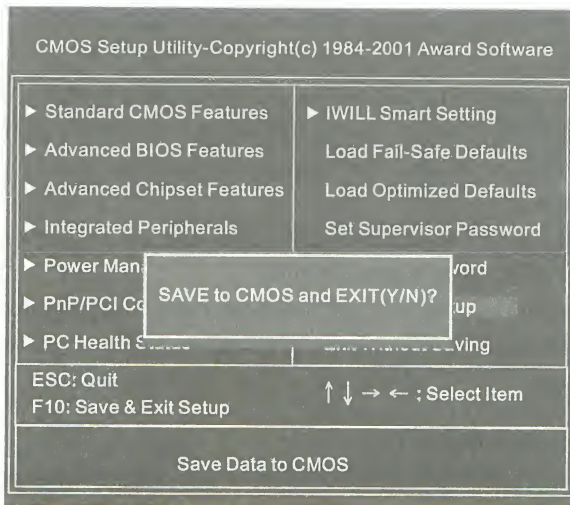 CMOS Setup Utility-Copyright(c) 1984-2001 Award Software
▶ Standard CMOS Features
▶ Advanced BIOS Features
▶ Advanced Chipset Features
▶ Integrated Peripherals
▶ Power Man
▶ PnP/PCI Co
▶ PC Health
▶ IWILL Smart Setting
Load Fail-Safe Defaults
Load Optimized Defaults
Set Supervisor Password
vord
up
ving
SAVE to CMOS and EXIT(Y/N)?
ESC: Quit
F10: Save & Exit Setup
↑ ↓ → ← : Select Item
Save Data to CMOS